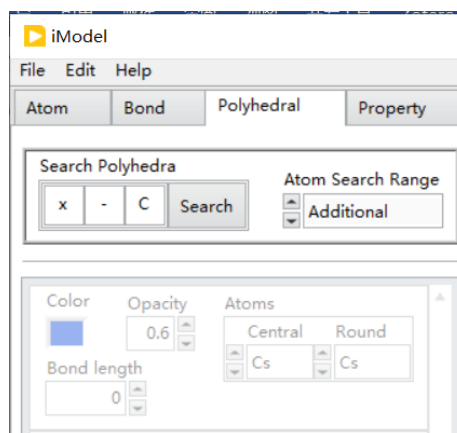 iModel
File Edit Help
Atom Bond Polyhedral Property
Search Polyhedra
x - C Search
Atom Search Range
Additional
Color Opacity Atoms
0.6
Central Round
Cs Cs
Bond length
0